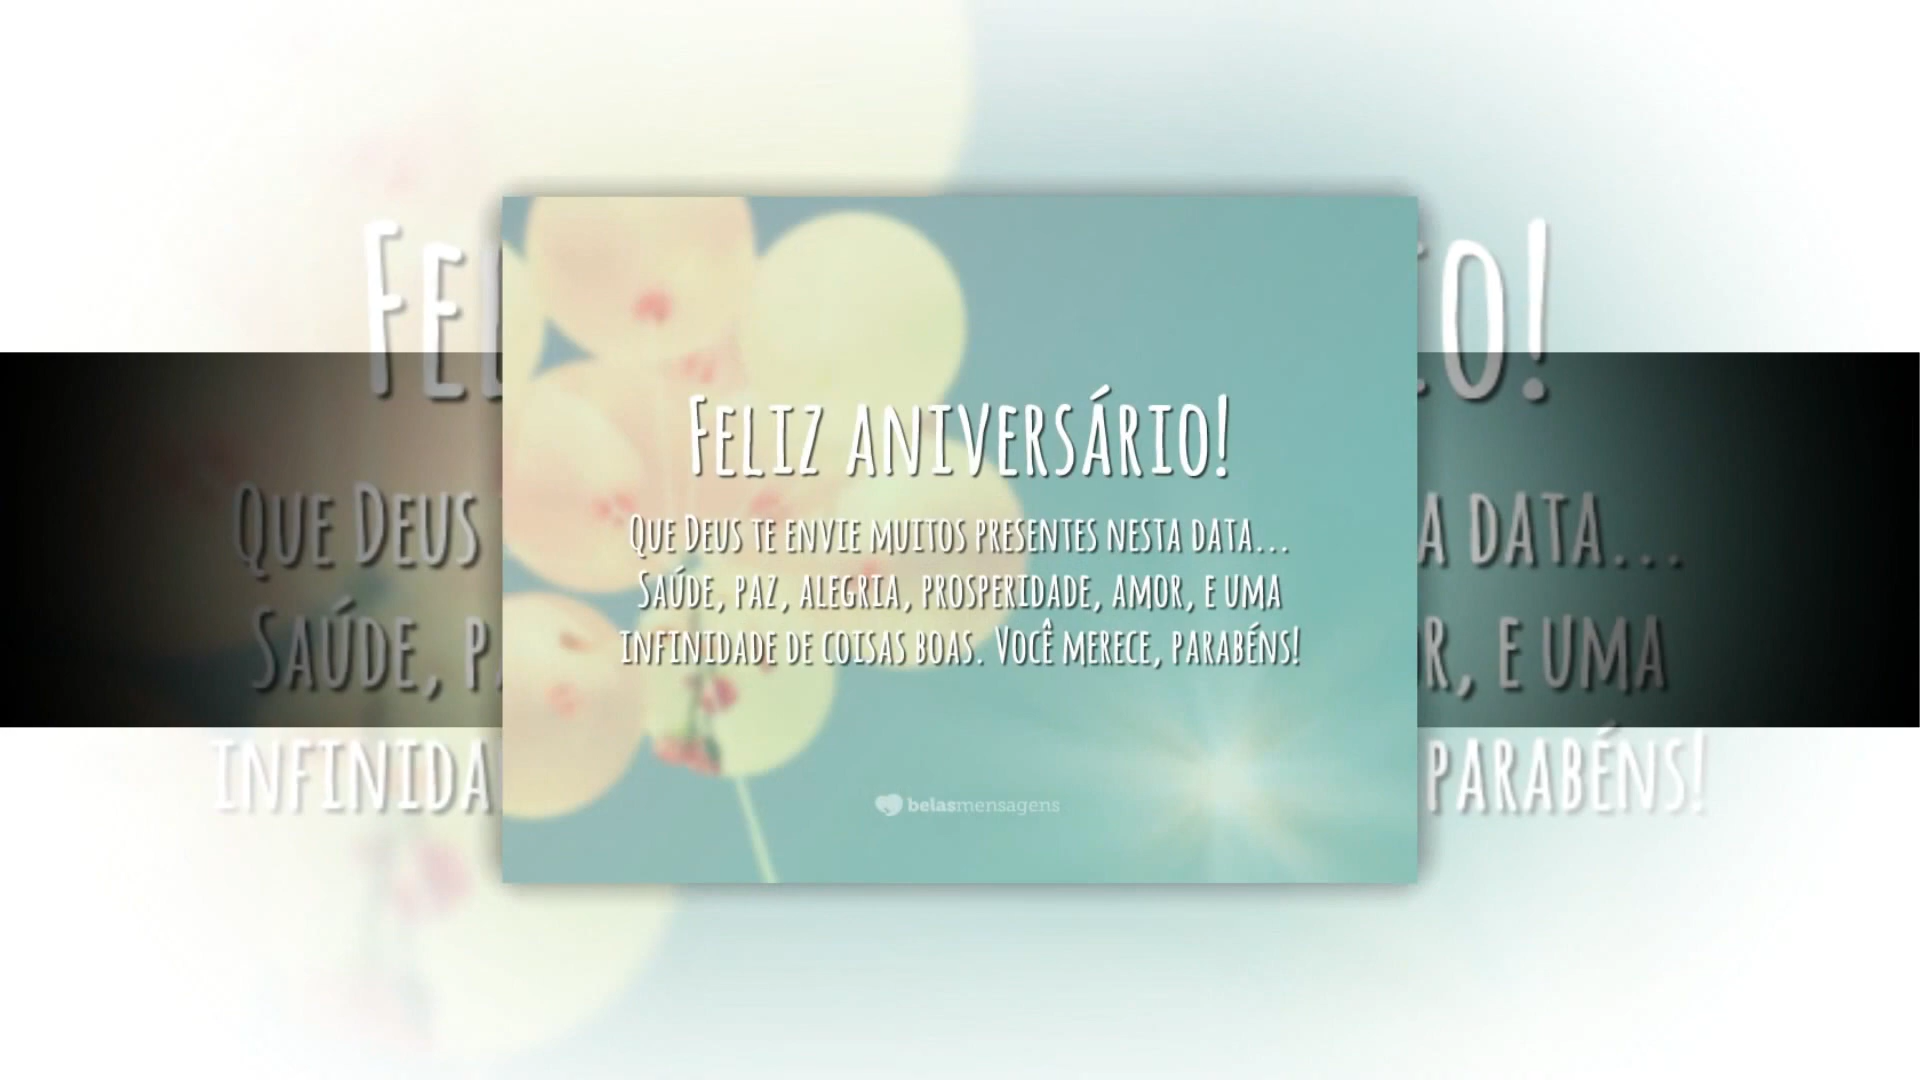 Feliz aniversário!
Que Deus te envie muitos presentes nesta data...
Saúde, paz, alegria, prosperidade, amor, e uma
infinidade de coisas boas. Você merece, parabéns!
belasmensagens